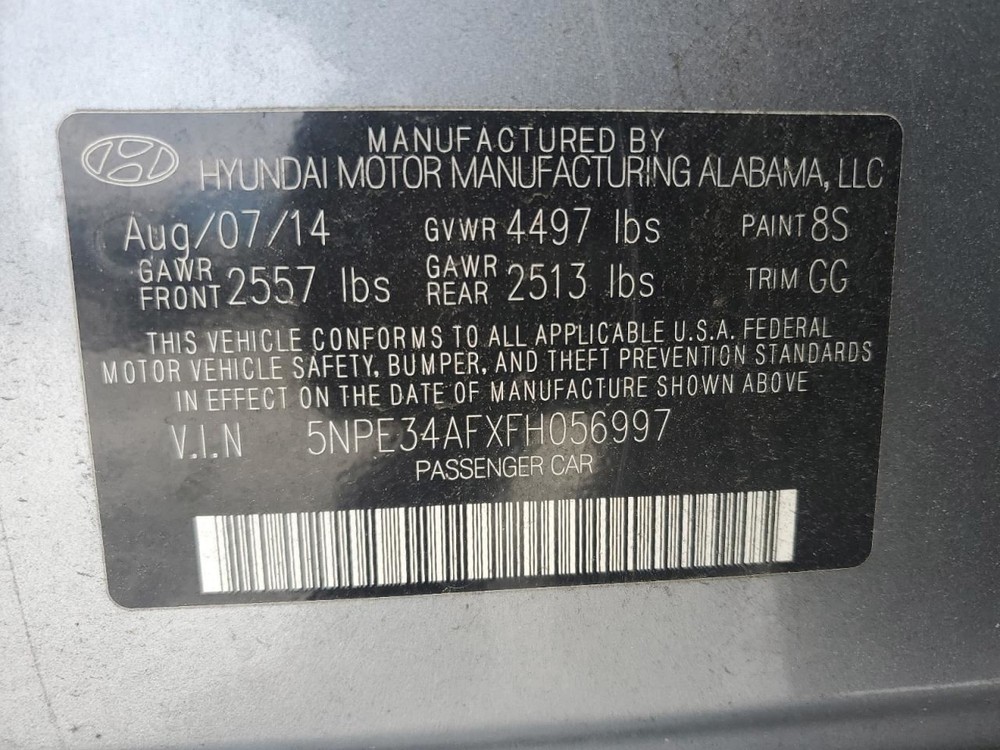 MANUFACTURED BY
HYUNDAI MOTOR MANUFACTURING ALABAMA, LLC
Aug/07/14 GVWR 4497 lbs PAINT 8S
GAWR FRONT 2557 lbs GAWR REAR 2513 lbs TRIM GG
THIS VEHICLE CONFORMS TO ALL APPLICABLE U.S.A. FEDERAL
MOTOR VEHICLE SAFETY, BUMPER, AND THEFT PREVENTION STANDARDS
IN EFFECT ON THE DATE OF MANUFACTURE SHOWN ABOVE
V.I.N 5NPE34AFXFH056997
PASSENGER CAR